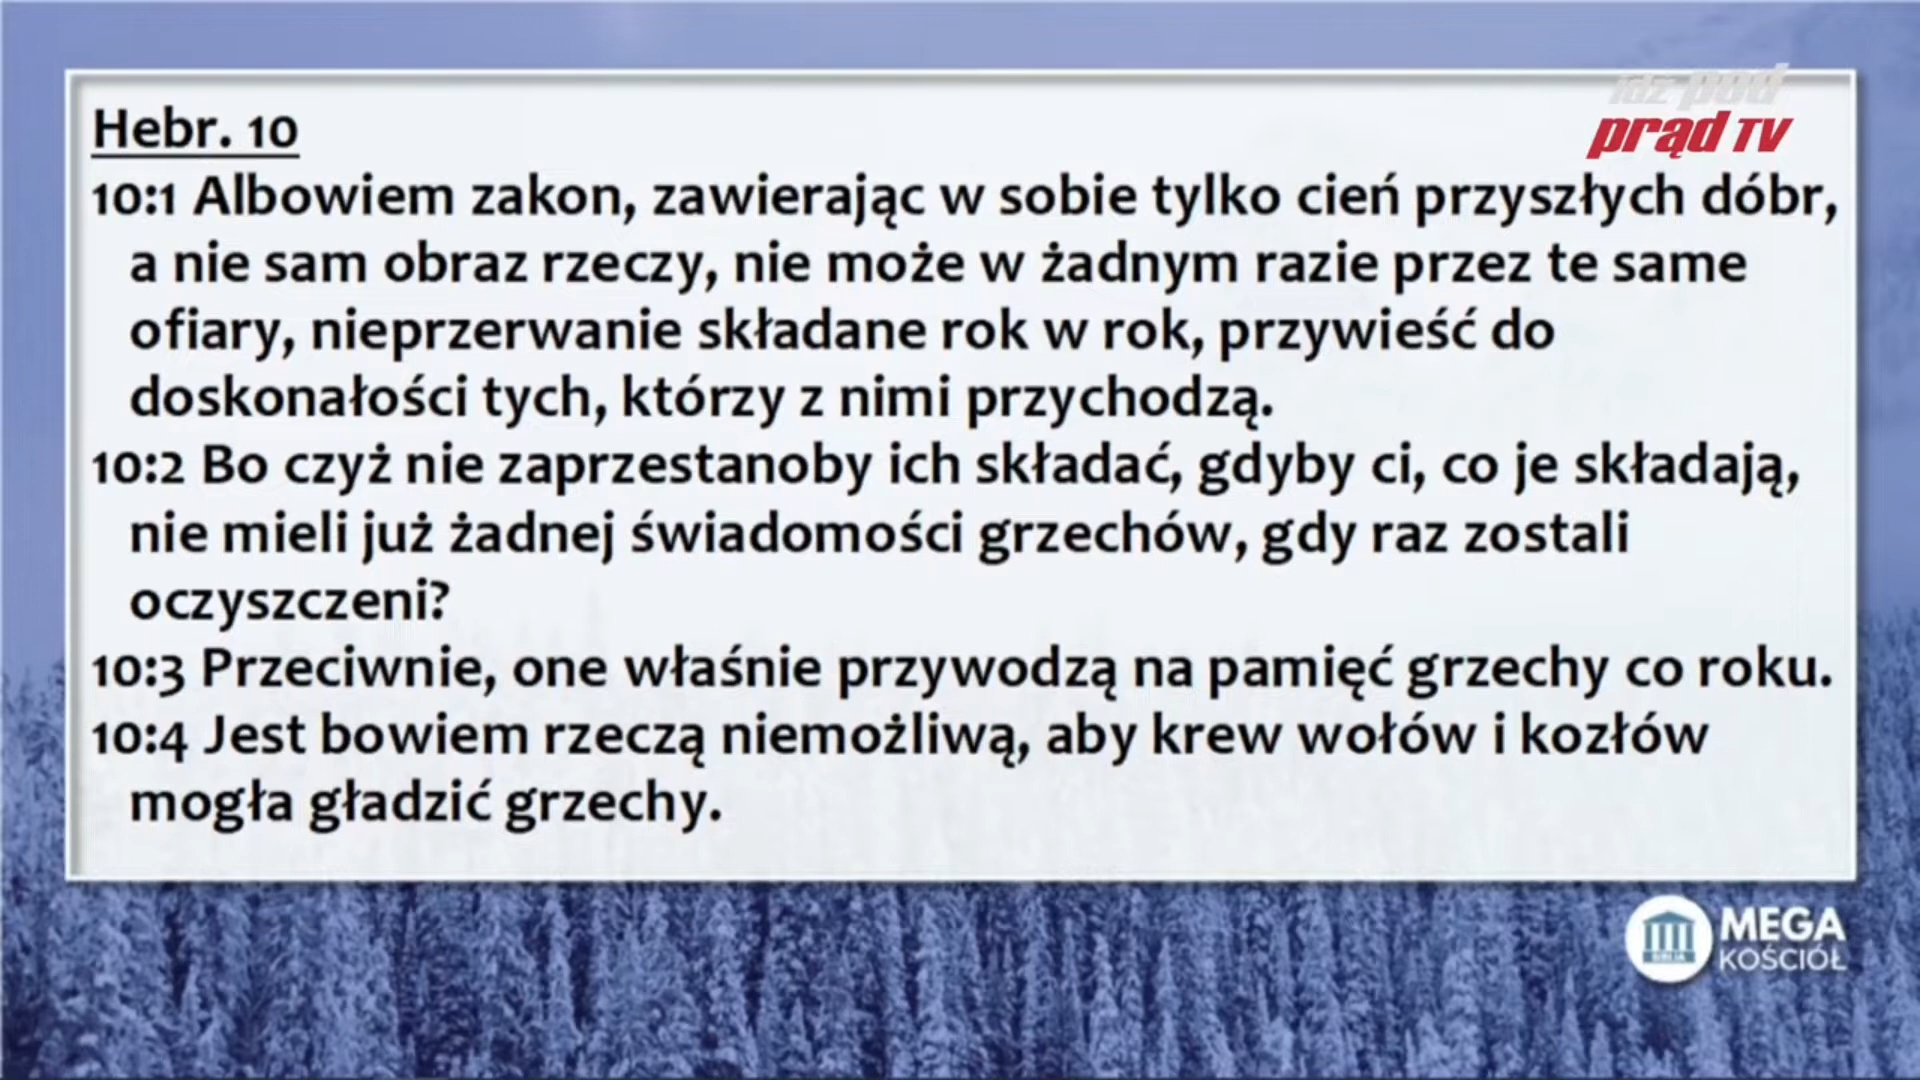 idź pod
prąd TV
Hebr. 10
10:1 Albowiem zakon, zawierając w sobie tylko cień przyszłych dóbr,
a nie sam obraz rzeczy, nie może w żadnym razie przez te same
ofiary, nieprzerwanie składane rok w rok, przywieść do
doskonałości tych, którzy z nimi przychodzą.
10:2 Bo czyż nie zaprzestanoby ich składać, gdyby ci, co je składają,
nie mieli już żadnej świadomości grzechów, gdy raz zostali
oczyszczeni?
10:3 Przeciwnie, one właśnie przywodzą na pamięć grzechy co roku.
10:4 Jest bowiem rzeczą niemożliwą, aby krew wołów i kozłów
mogła gładzić grzechy.
BIBLIA
MEGA
KOŚCIÓŁ